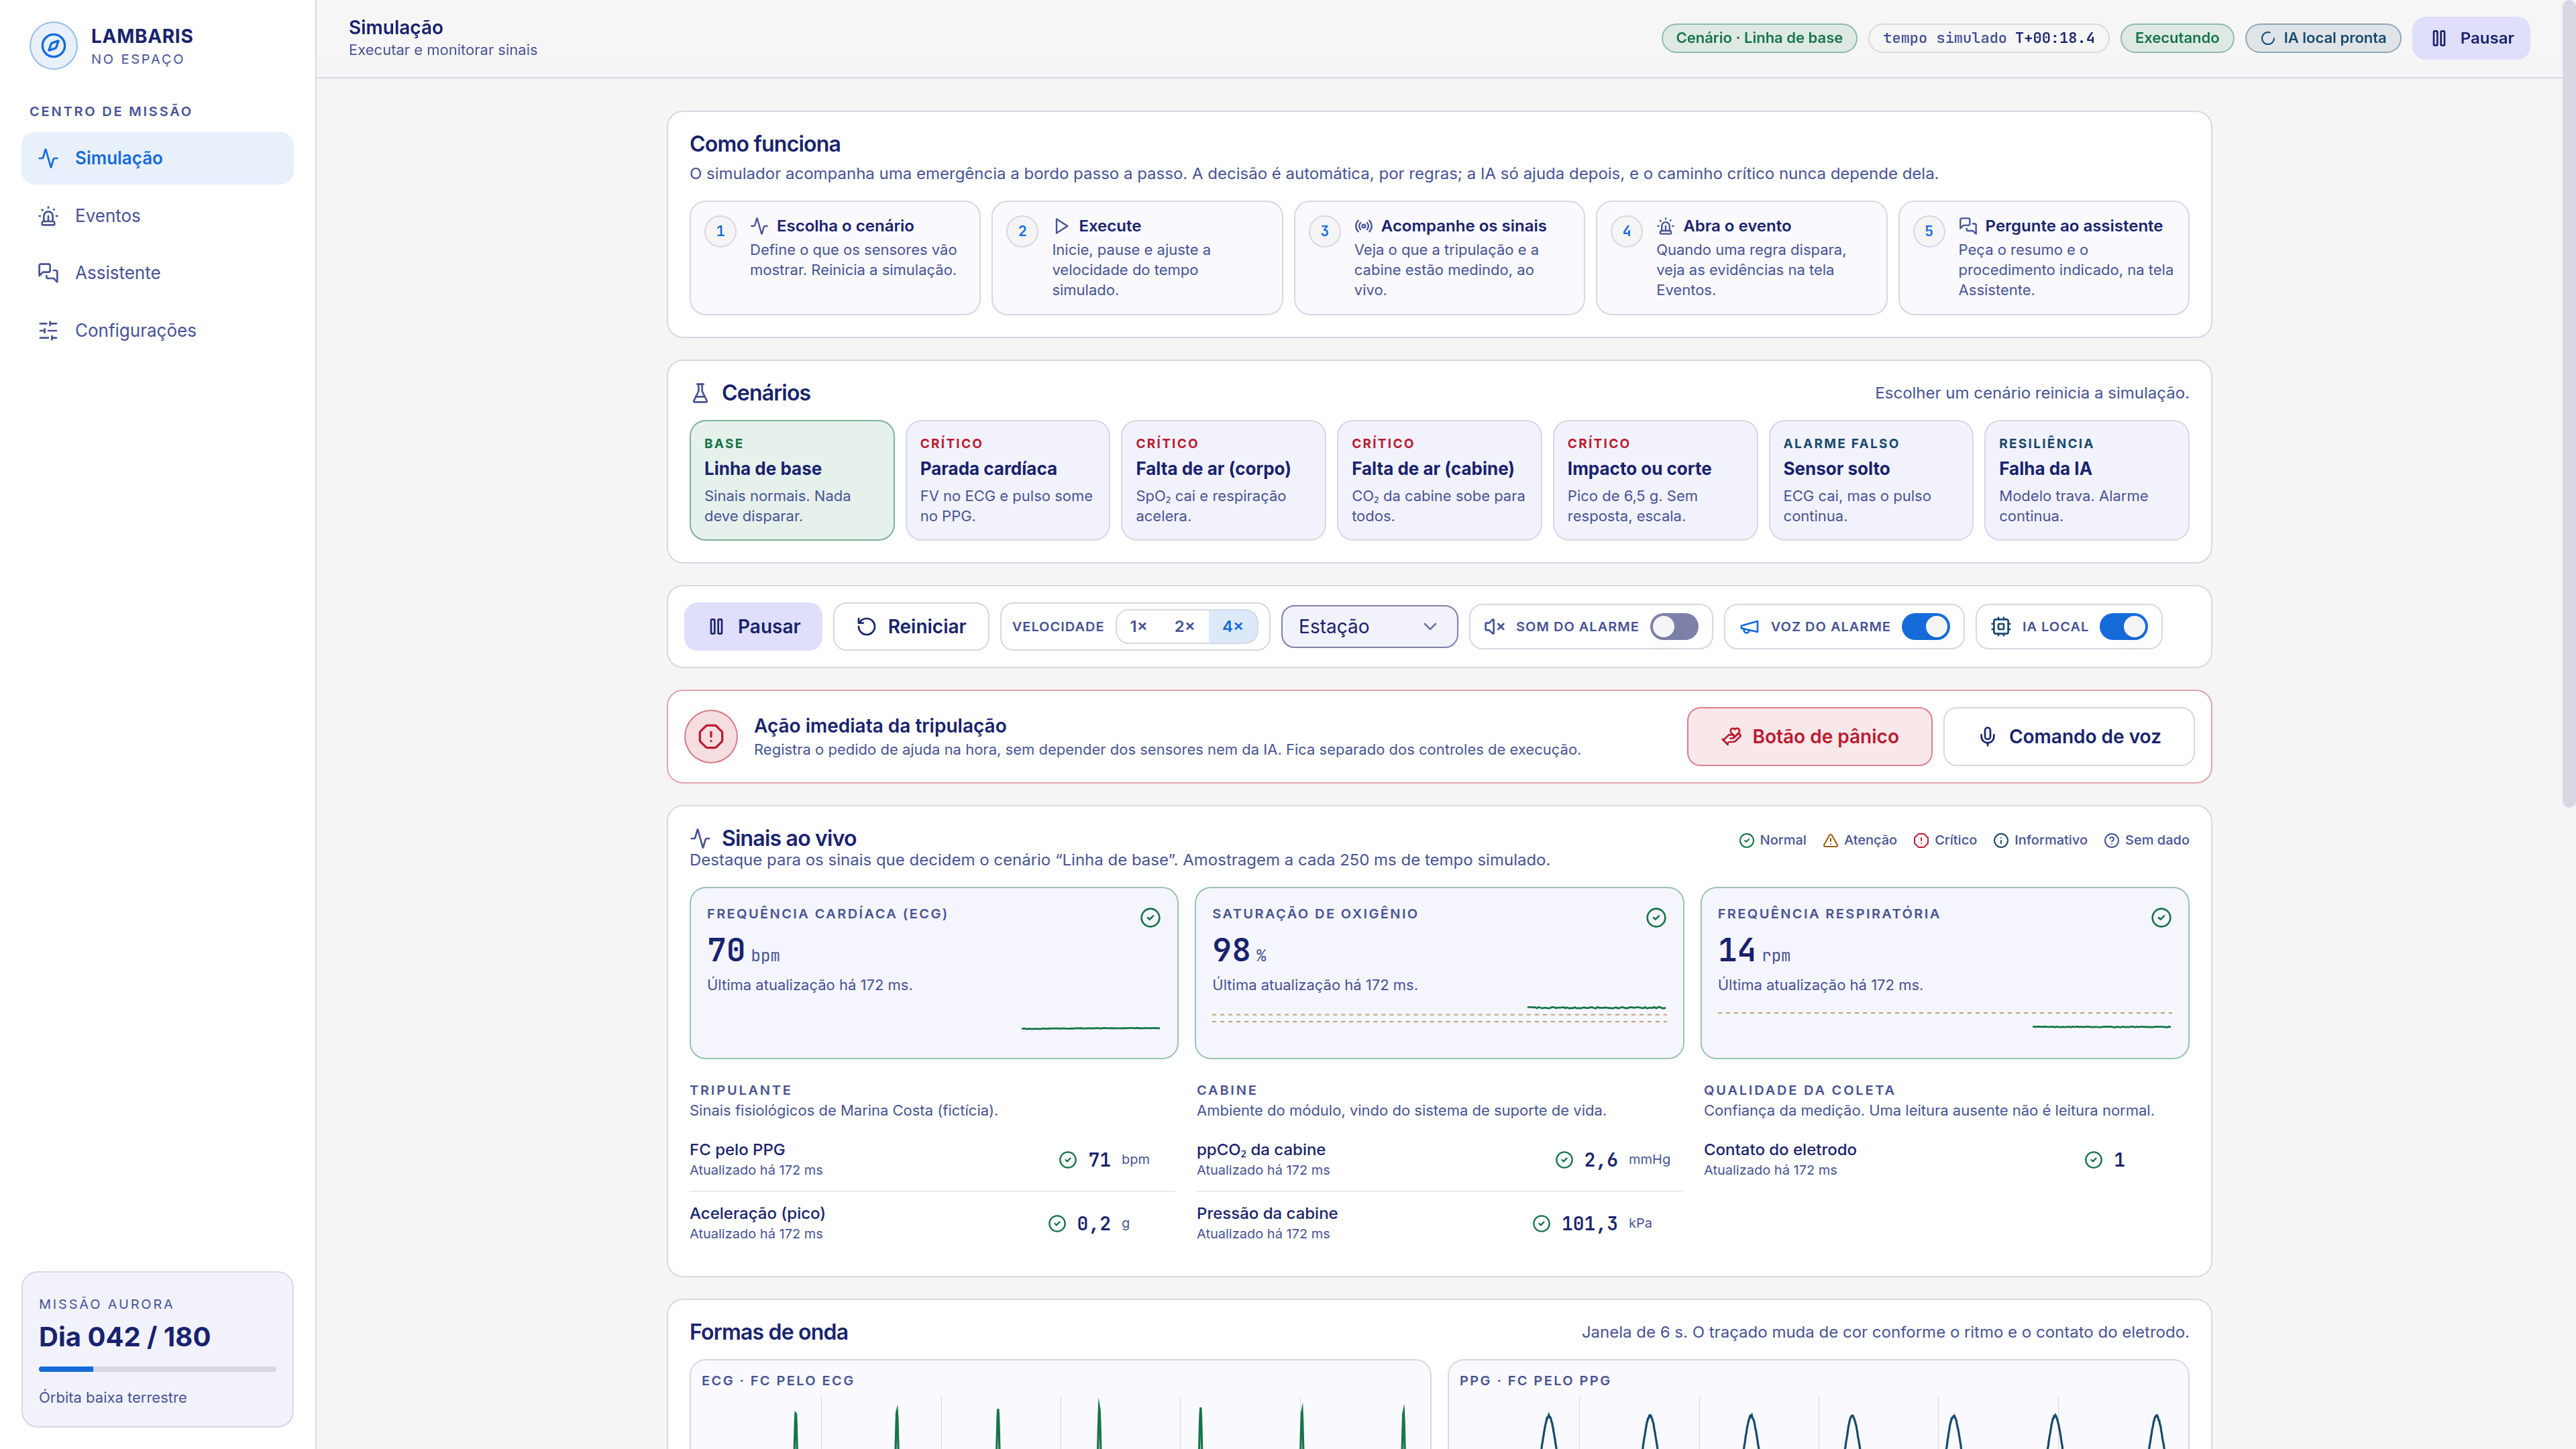 LAMBARIS
NO ESPAÇO
CENTRO DE MISSÃO
Simulação
Eventos
Assistente
Configurações
MISSÃO AURORA
Dia 042 / 180
Órbita baixa terrestre
Simulação
Executar e monitorar sinais
Cenário · Linha de base
tempo simulado T+00:18.4
Executando
IA local pronta
Pausar
Como funciona
O simulador acompanha uma emergência a bordo passo a passo. A decisão é automática, por regras; a IA só ajuda depois, e o caminho crítico nunca depende dela.
1
Escolha o cenário
Define o que os sensores vão
mostrar. Reinicia a simulação.
2
Execute
Inicie, pause e ajuste a
velocidade do tempo
simulado.
3
Acompanhe os sinais
Veja o que a tripulação e a
cabine estão medindo, ao
vivo.
4
Abra o evento
Quando uma regra dispara,
veja as evidências na tela
Eventos.
5
Pergunte ao assistente
Peça o resumo e o
procedimento indicado, na tela
Assistente.
Cenários
Escolher um cenário reinicia a simulação.
BASE
Linha de base
Sinais normais. Nada
deve disparar.
CRÍTICO
Parada cardíaca
FV no ECG e pulso some
no PPG.
CRÍTICO
Falta de ar (corpo)
SpO₂ cai e respiração
acelera.
CRÍTICO
Falta de ar (cabine)
CO₂ da cabine sobe para
todos.
CRÍTICO
Impacto ou corte
Pico de 6,5 g. Sem
resposta, escala.
ALARME FALSO
Sensor solto
ECG cai, mas o pulso
continua.
RESILIÊNCIA
Falha da IA
Modelo trava. Alarme
continua.
Pausar
Reiniciar
VELOCIDADE
1×
2×
4×
Estação
SOM DO ALARME
VOZ DO ALARME
IA LOCAL
Ação imediata da tripulação
Registra o pedido de ajuda na hora, sem depender dos sensores nem da IA. Fica separado dos controles de execução.
Botão de pânico
Comando de voz
Sinais ao vivo
Destaque para os sinais que decidem o cenário “Linha de base”. Amostragem a cada 250 ms de tempo simulado.
Normal
Atenção
Crítico
Informativo
Sem dado
FREQUÊNCIA CARDÍACA (ECG)
70 bpm
Última atualização há 172 ms.
SATURAÇÃO DE OXIGÊNIO
98 %
Última atualização há 172 ms.
FREQUÊNCIA RESPIRATÓRIA
14 rpm
Última atualização há 172 ms.
TRIPULANTE
Sinais fisiológicos de Marina Costa (fictícia).
FC pelo PPG
Atualizado há 172 ms
71 bpm
Aceleração (pico)
Atualizado há 172 ms
0,2 g
CABINE
Ambiente do módulo, vindo do sistema de suporte de vida.
ppCO₂ da cabine
Atualizado há 172 ms
2,6 mmHg
Pressão da cabine
Atualizado há 172 ms
101,3 kPa
QUALIDADE DA COLETA
Confiança da medição. Uma leitura ausente não é leitura normal.
Contato do eletrodo
Atualizado há 172 ms
1
Formas de onda
Janela de 6 s. O traçado muda de cor conforme o ritmo e o contato do eletrodo.
ECG · FC PELO ECG
PPG · FC PELO PPG